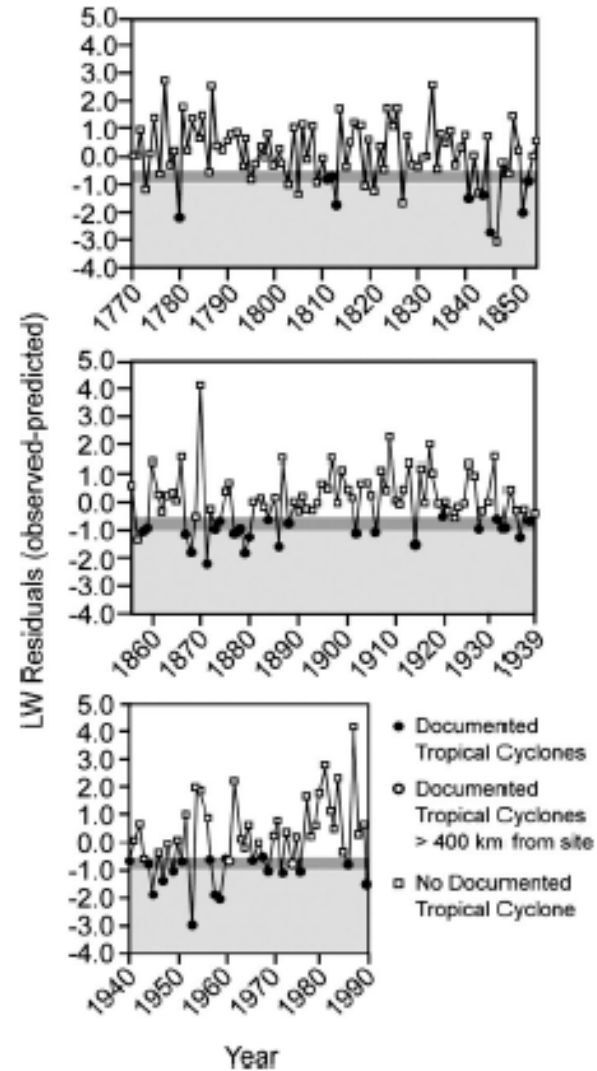 5.0
4.0
3.0
2.0
1.0
0.0
-1.0
-2.0
-3.0
-4.0
1770 1780 1790 1800 1810 1820 1830 1840 1850
LW Residuals (observed-predicted)
5.0
4.0
3.0
2.0
1.0
0.0
-1.0
-2.0
-3.0
-4.0
1860 1870 1880 1890 1900 1910 1920 1930 1939
5.0
4.0
3.0
2.0
1.0
0.0
-1.0
-2.0
-3.0
-4.0
1940 1950 1960 1970 1980 1990
Year
Documented
Tropical Cyclones
Documented
Tropical Cyclones
> 400 km from site
No Documented
Tropical Cyclone